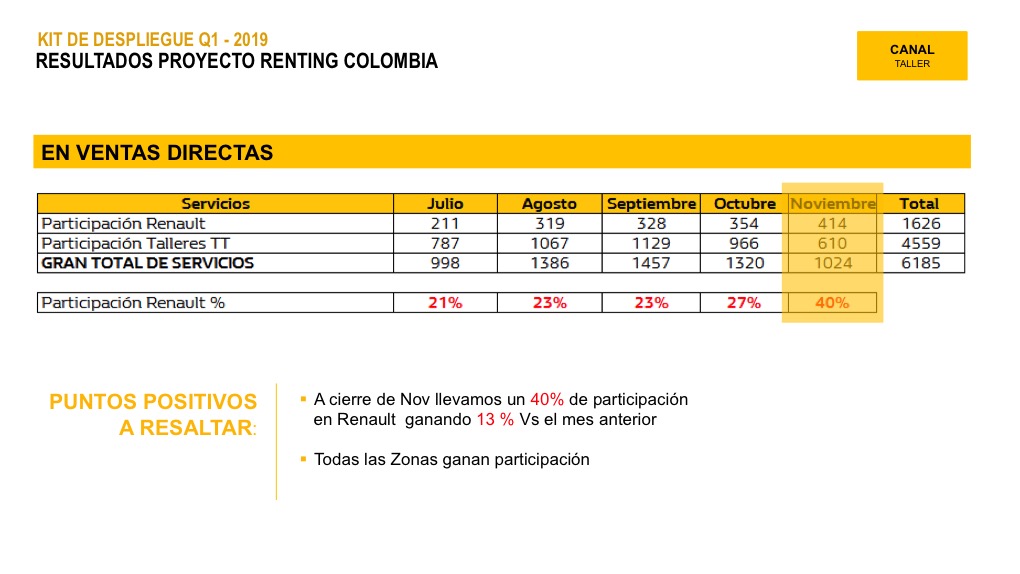 KIT DE DESPLIEGUE Q1 - 2019
RESULTADOS PROYECTO RENTING COLOMBIA
CANAL
TALLER
EN VENTAS DIRECTAS
Servicios Julio Agosto Septiembre Octubre Noviembre Total
Participación Renault 211 319 328 354 414 1626
Participación Talleres TT 787 1067 1129 966 610 4559
GRAN TOTAL DE SERVICIOS 998 1386 1457 1320 1024 6185
Participación Renault % 21% 23% 23% 27% 40%
PUNTOS POSITIVOS
A RESALTAR:
▪ A cierre de Nov llevamos un 40% de participación
en Renault ganando 13 % Vs el mes anterior
▪ Todas las Zonas ganan participación